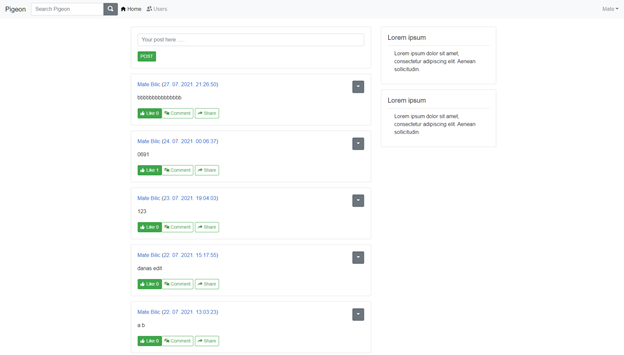 Pigeon Search Pigeon Home Users Mate
Your post here ....
POST
Mate Bilic (27. 07. 2021. 21:26:50)
bbbbbbbbbbbbbbb
Like 0 Comment Share
Mate Bilic (24. 07. 2021. 00:06:37)
0691
Like 1 Comment Share
Mate Bilic (23. 07. 2021. 19:04:03)
123
Like 0 Comment Share
Mate Bilic (22. 07. 2021. 15:17:55)
danas edit
Like 0 Comment Share
Mate Bilic (22. 07. 2021. 13:03:23)
a b
Like 0 Comment Share
Lorem ipsum
Lorem ipsum dolor sit amet,
consectetur adipiscing elit. Aenean
sollicitudin.
Lorem ipsum
Lorem ipsum dolor sit amet,
consectetur adipiscing elit. Aenean
sollicitudin.